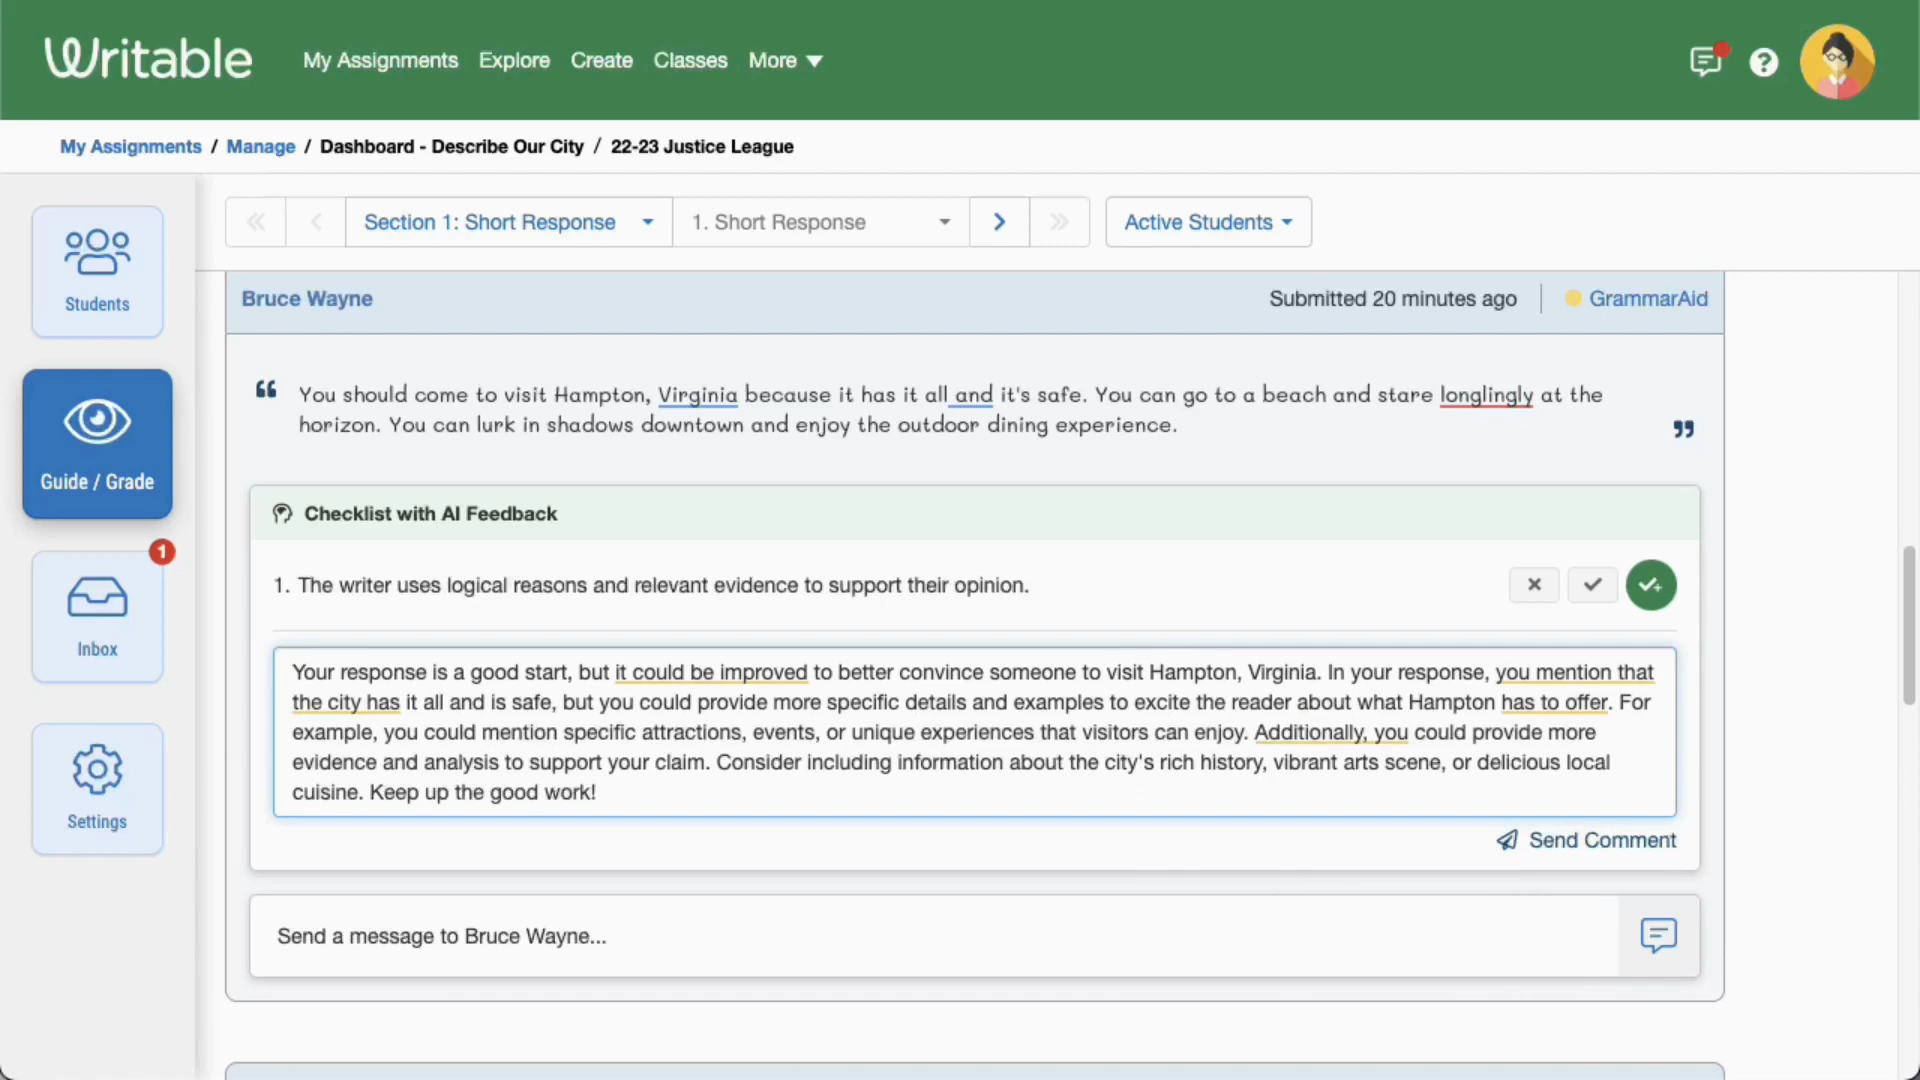 Writable
My Assignments Explore Create Classes More
My Assignments / Manage / Dashboard - Describe Our City / 22-23 Justice League
Students
Guide / Grade
1
Inbox
Settings
Section 1: Short Response
1. Short Response
Active Students
Bruce Wayne
Submitted 20 minutes ago
GrammarAid
“ You should come to visit Hampton, Virginia because it has it all and it's safe. You can go to a beach and stare longlingly at the
horizon. You can lurk in shadows downtown and enjoy the outdoor dining experience. ”
Checklist with AI Feedback
1. The writer uses logical reasons and relevant evidence to support their opinion.
Your response is a good start, but it could be improved to better convince someone to visit Hampton, Virginia. In your response, you mention that
the city has it all and is safe, but you could provide more specific details and examples to excite the reader about what Hampton has to offer. For
example, you could mention specific attractions, events, or unique experiences that visitors can enjoy. Additionally, you could provide more
evidence and analysis to support your claim. Consider including information about the city's rich history, vibrant arts scene, or delicious local
cuisine. Keep up the good work!
Send Comment
Send a message to Bruce Wayne...